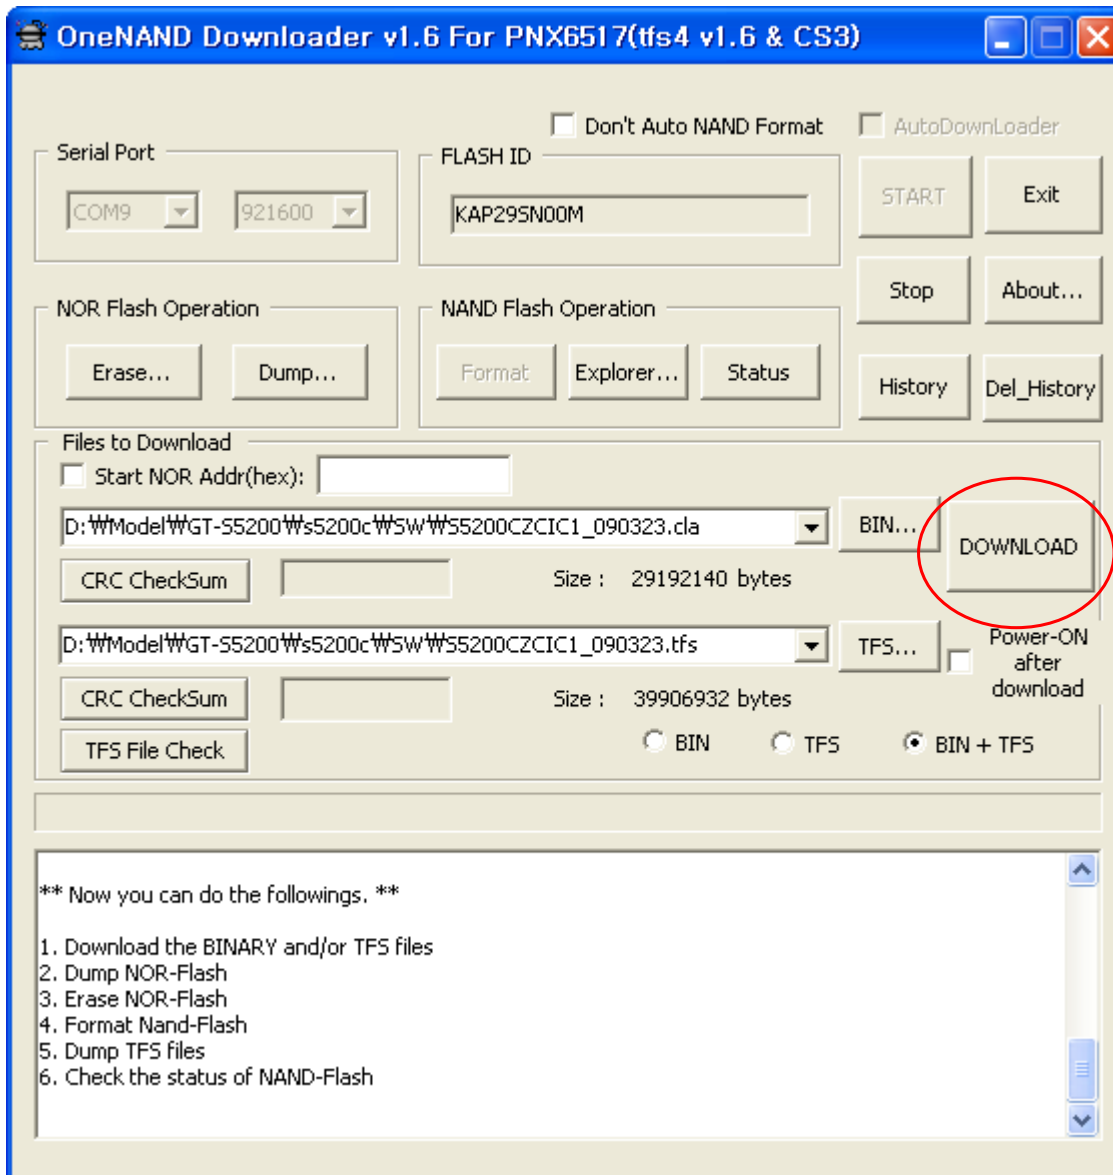 OneNAND Downloader v1.6 For PNX6517(tfs4 v1.6 & CS3)
Don't Auto NAND Format
AutoDownLoader
Serial Port
COM9
921600
FLASH ID
KAP29SN00M
START
Exit
Stop
About...
NOR Flash Operation
Erase...
Dump...
NAND Flash Operation
Format
Explorer...
Status
History
Del_History
Files to Download
Start NOR Addr(hex):
D:₩Model₩GT-S5200₩s5200c₩SW₩S5200CZCIC1_090323.cla
BIN...
DOWNLOAD
CRC CheckSum
Size : 29192140 bytes
D:₩Model₩GT-S5200₩s5200c₩SW₩S5200CZCIC1_090323.tfs
TFS...
Power-ON
after
download
CRC CheckSum
Size : 39906932 bytes
TFS File Check
BIN
TFS
BIN + TFS
** Now you can do the followings. **
1. Download the BINARY and/or TFS files
2. Dump NOR-Flash
3. Erase NOR-Flash
4. Format Nand-Flash
5. Dump TFS files
6. Check the status of NAND-Flash